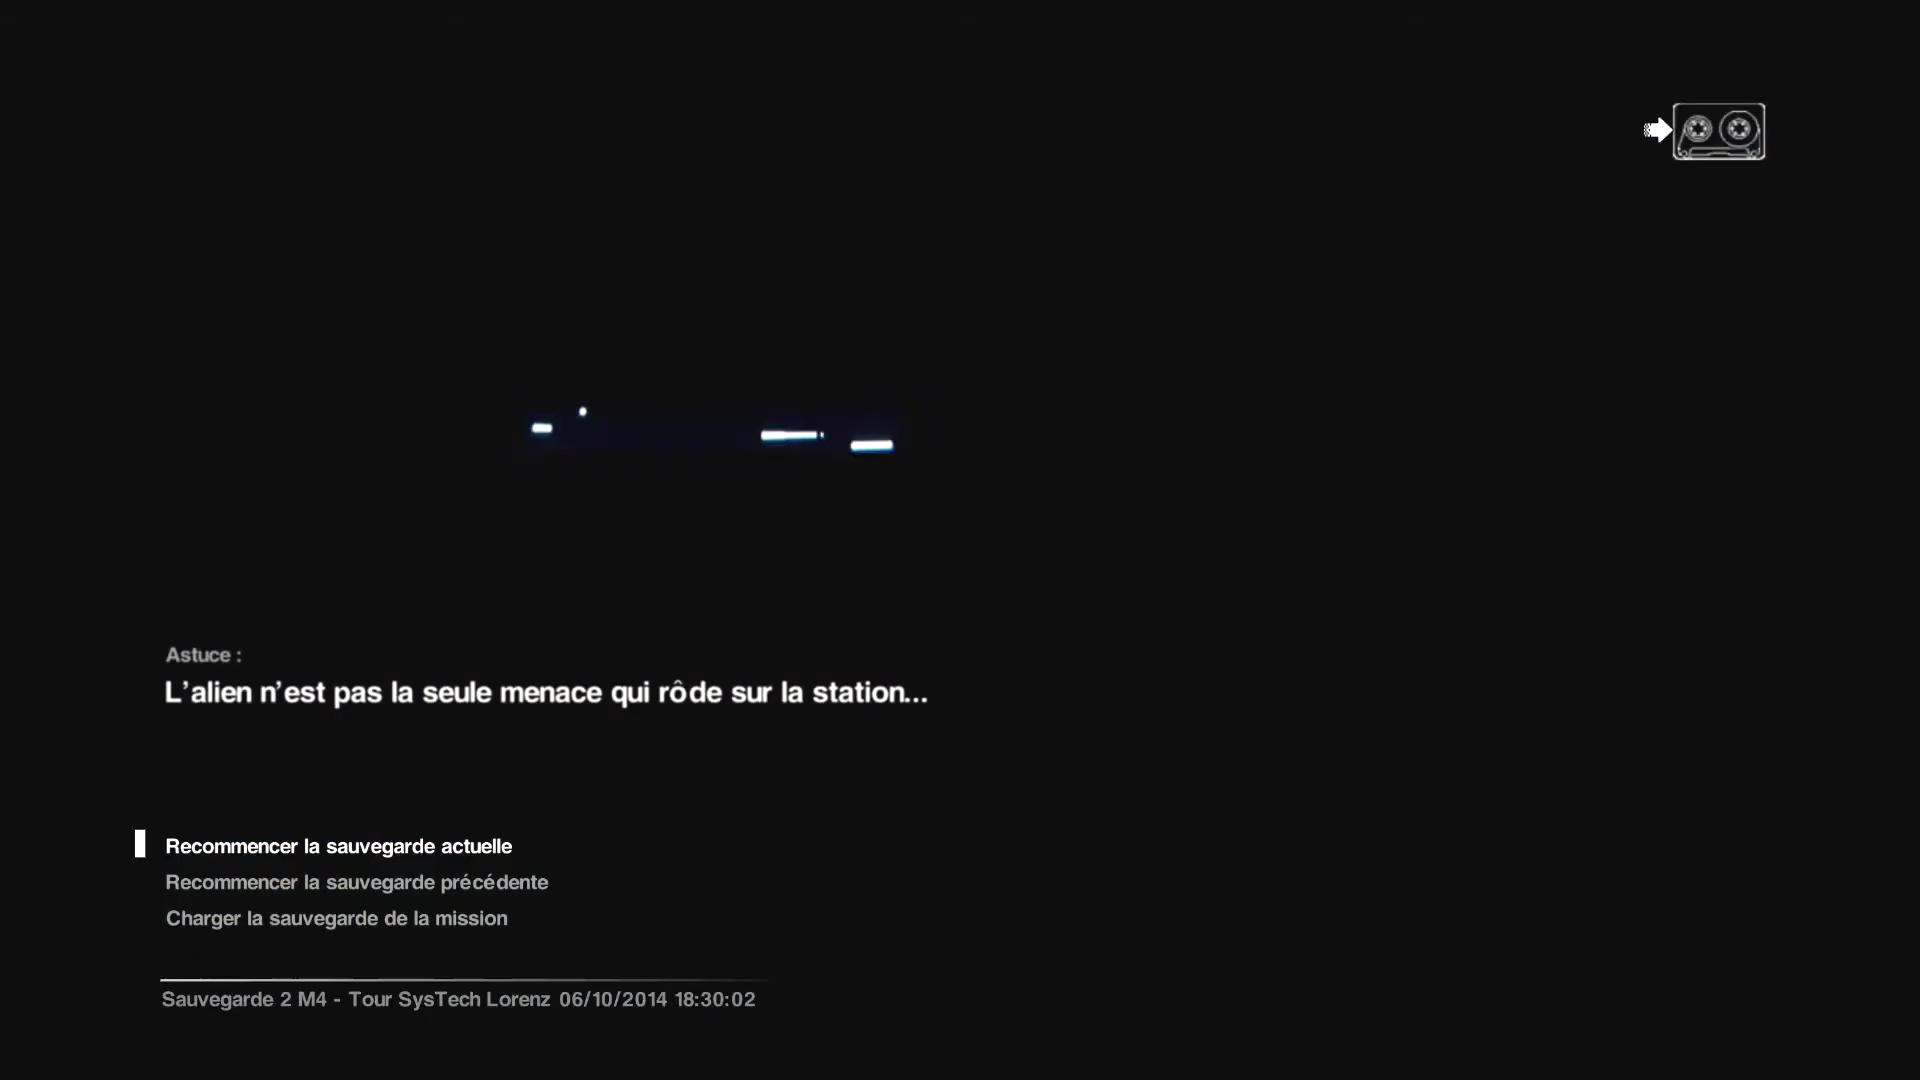 Astuce :
L’alien n’est pas la seule menace qui rôde sur la station...
Recommencer la sauvegarde actuelle
Recommencer la sauvegarde précédente
Charger la sauvegarde de la mission
Sauvegarde 2 M4 - Tour SysTech Lorenz 06/10/2014 18:30:02